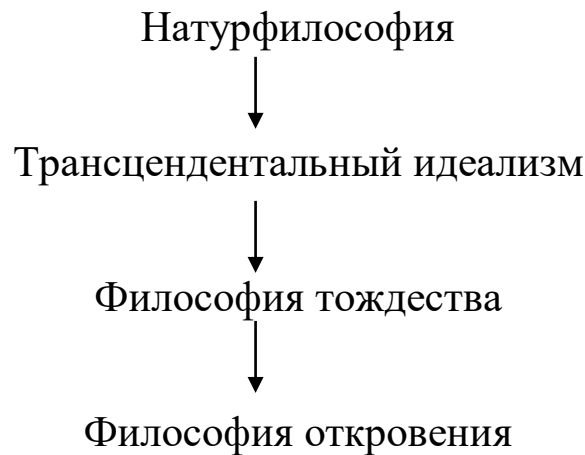 Натурфилософия
Трансцендентальный идеализм
Философия тождества
Философия откровения